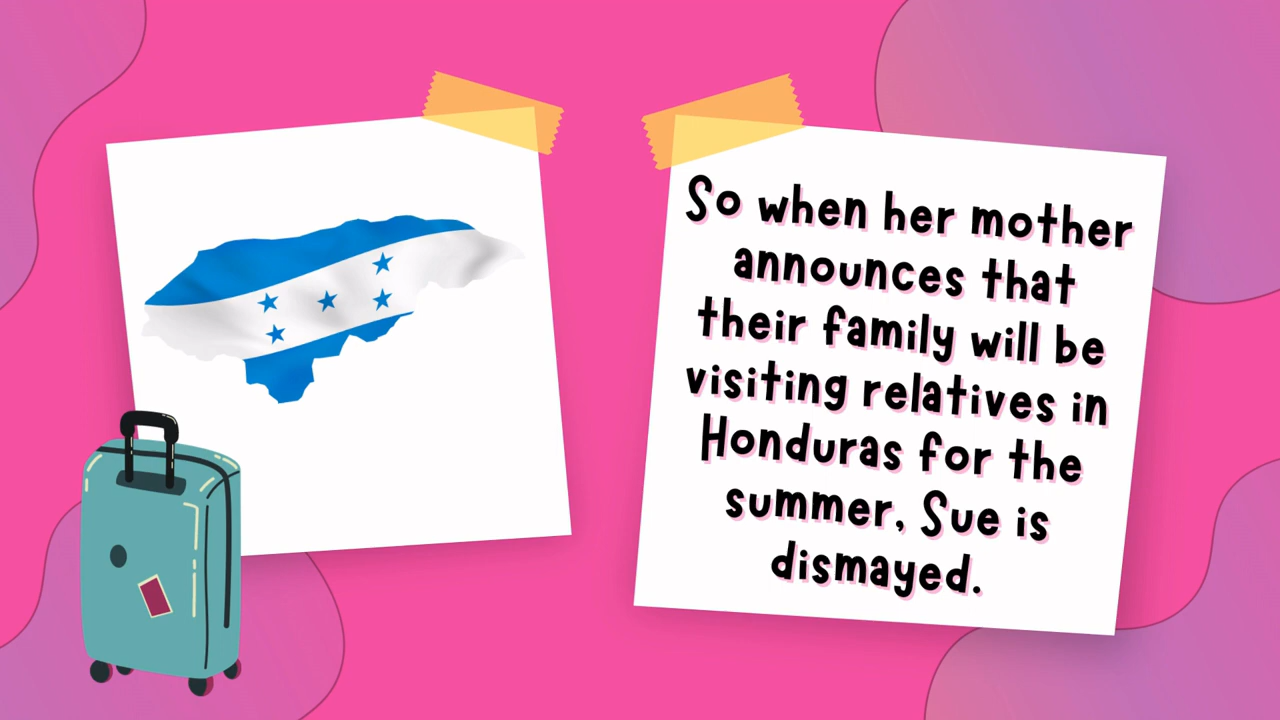 So when her mother
announces that
their family will be
visiting relatives in
Honduras for the
summer, Sue is
dismayed.